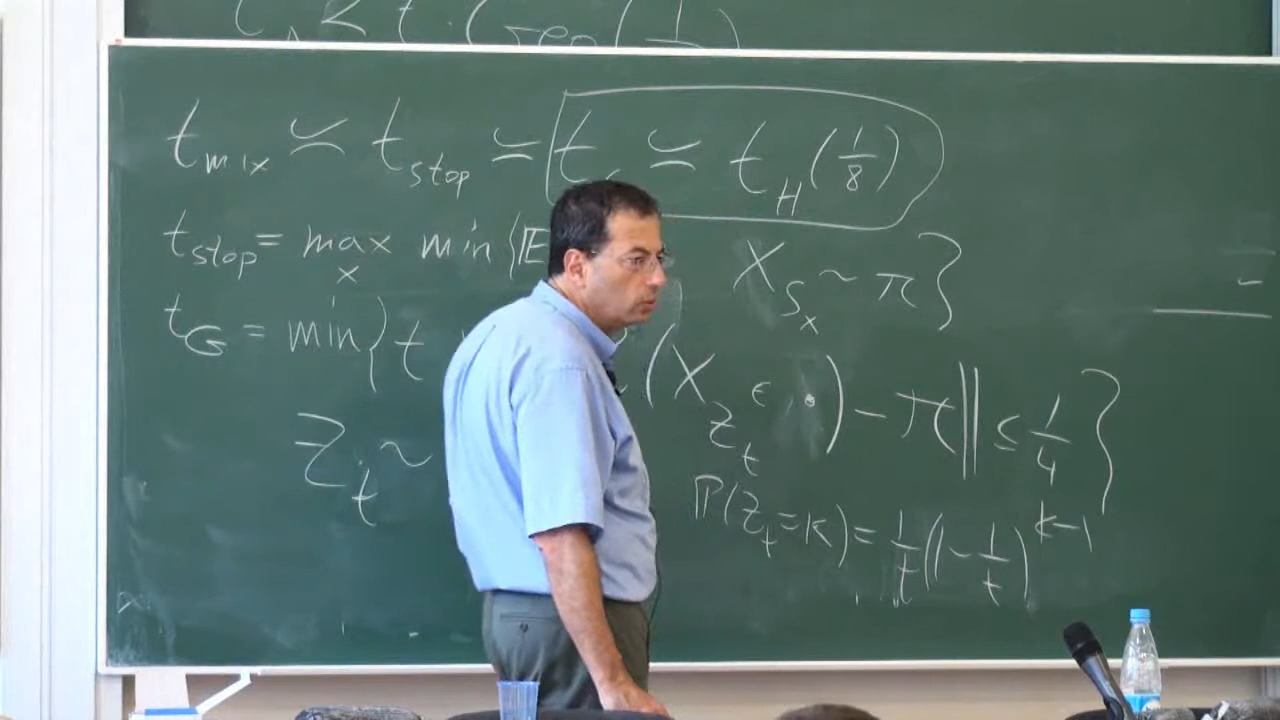 t_mix ≍ t_stop ≍ t ≍ t_H(1/8)
t_stop = max_x min{E X_{S_x} ~ π}
t_G = min{t (X_{Z_t} ∈ ·) − π‖ ≤ 1/4}
Z_t ~
P(Z_t = k) = 1/t (1 − 1/t)^{k−1}